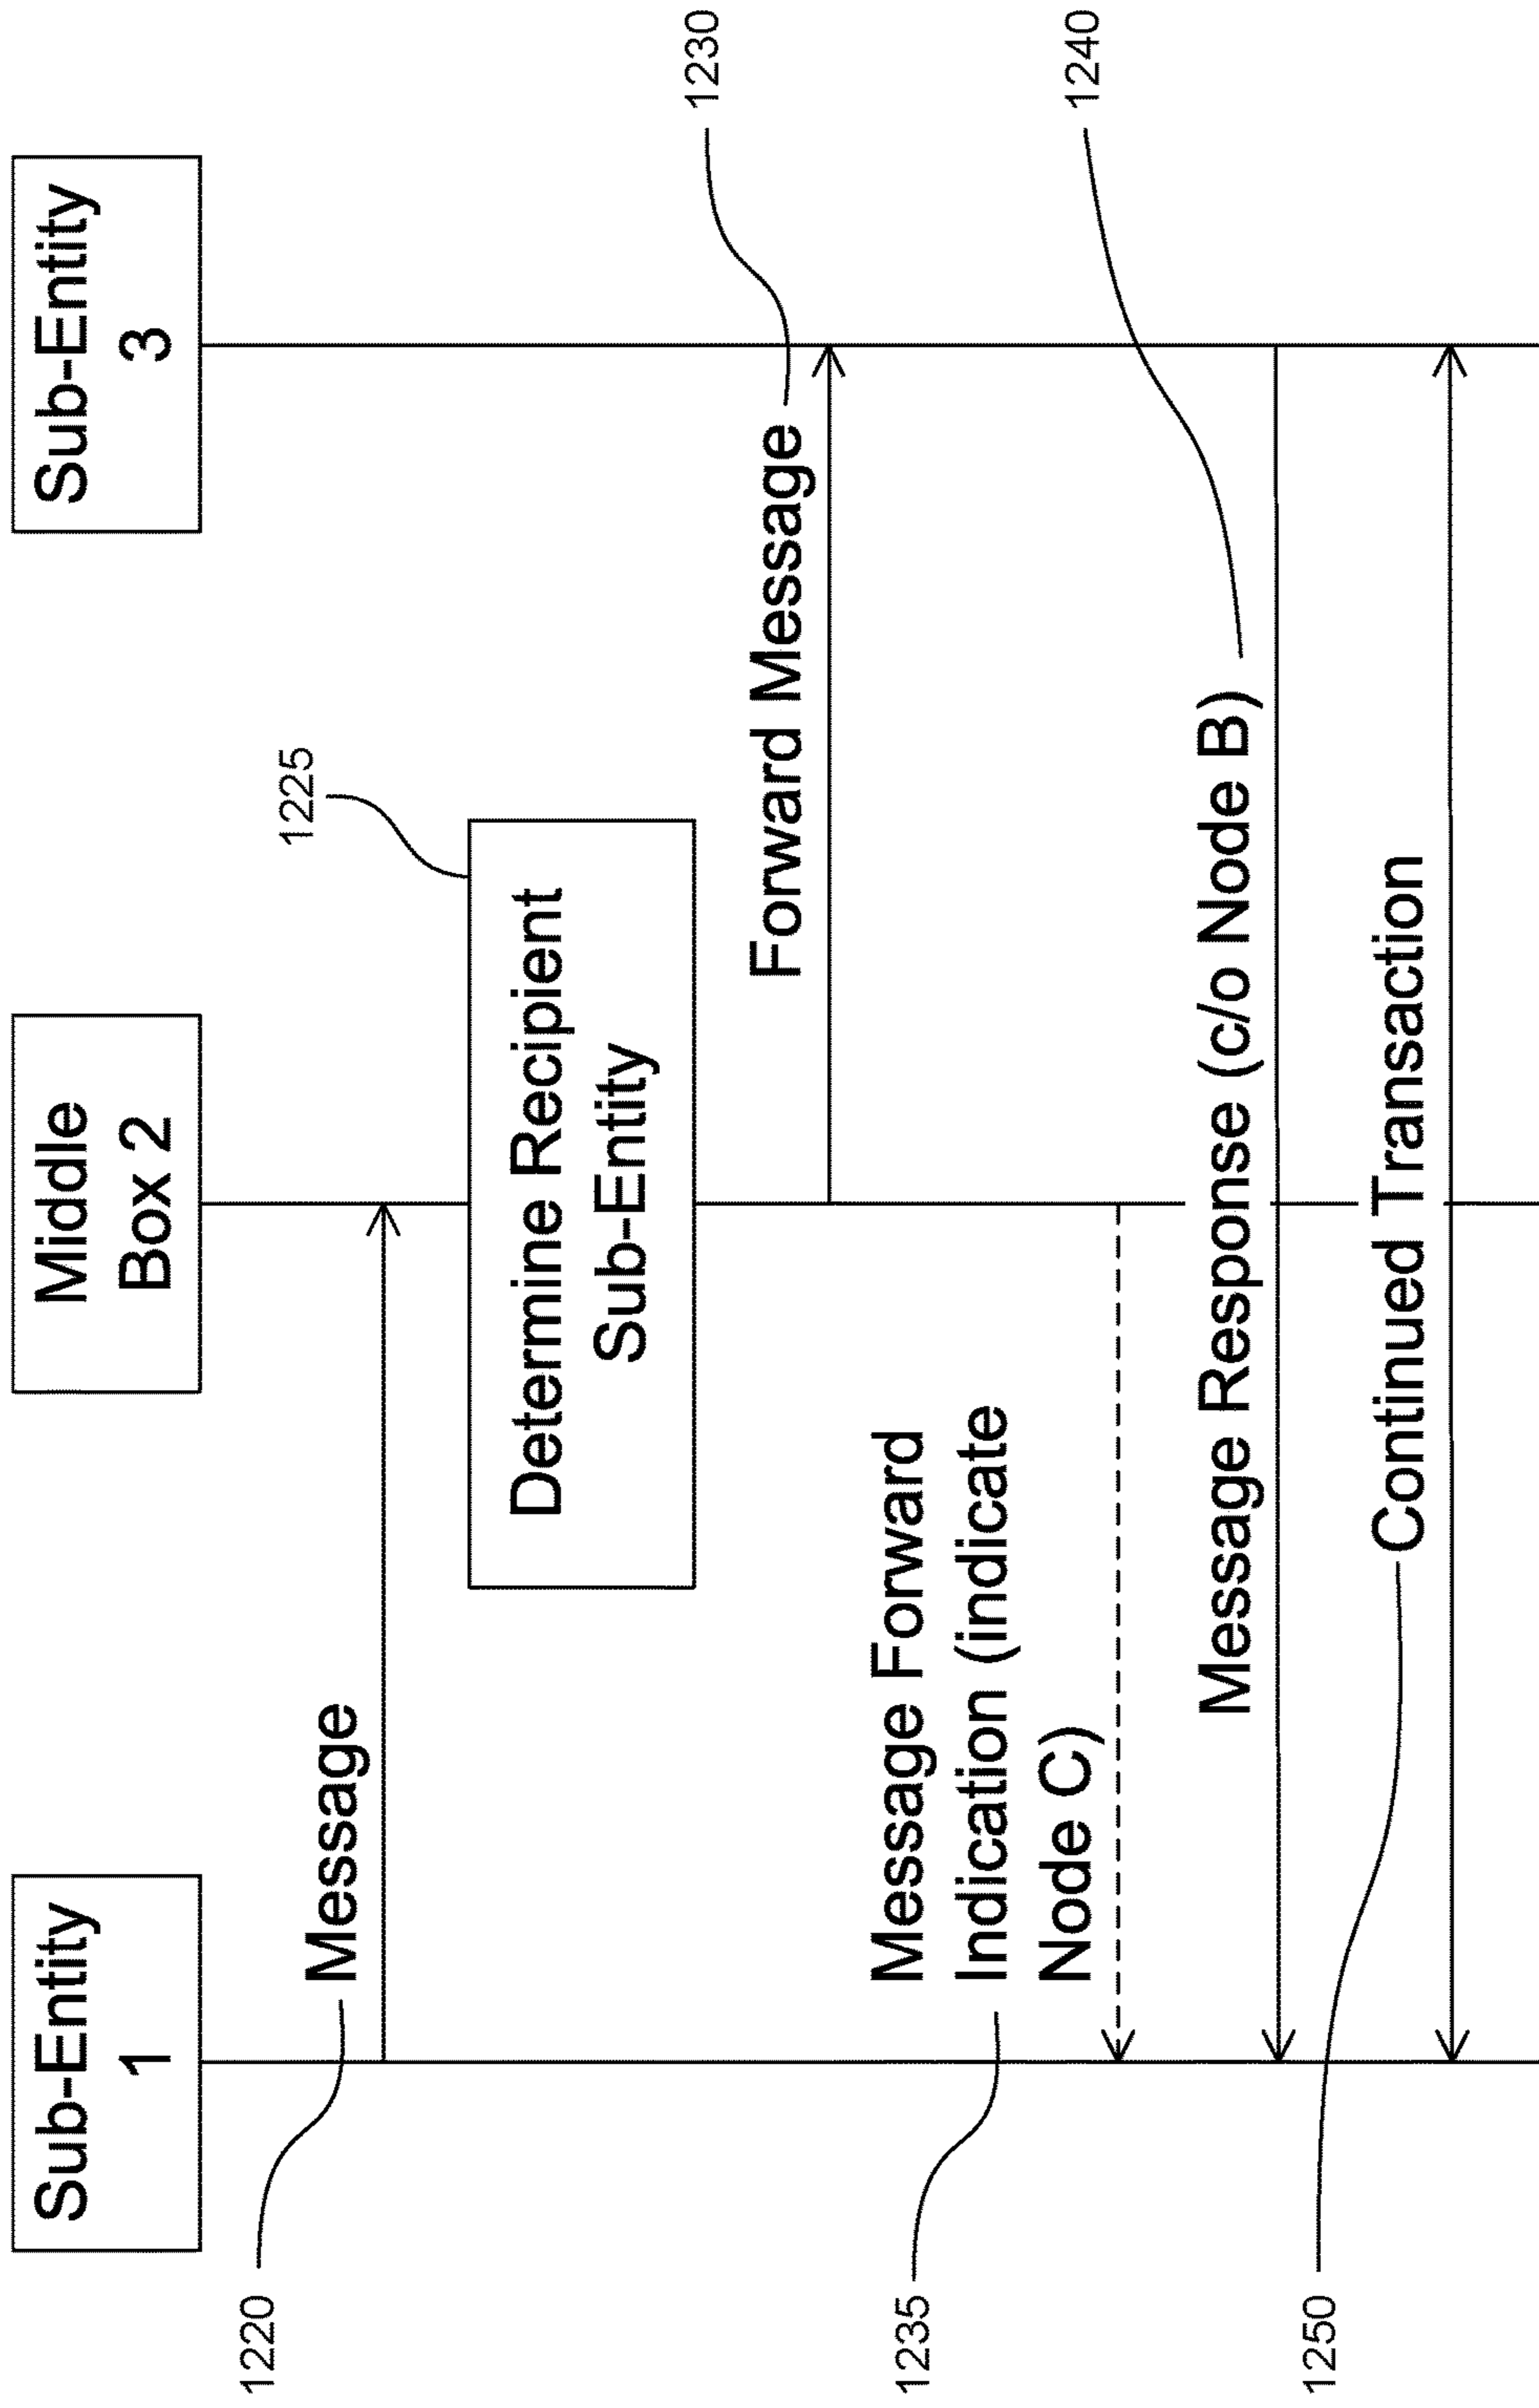 Sub-Entity
1
Middle
Box 2
Sub-Entity
3
1220
Message
1225
Determine Recipient
Sub-Entity
Forward Message
1230
1235
Message Forward
Indication (indicate
Node C)
Message Response (c/o Node B)
1240
1250
Continued Transaction